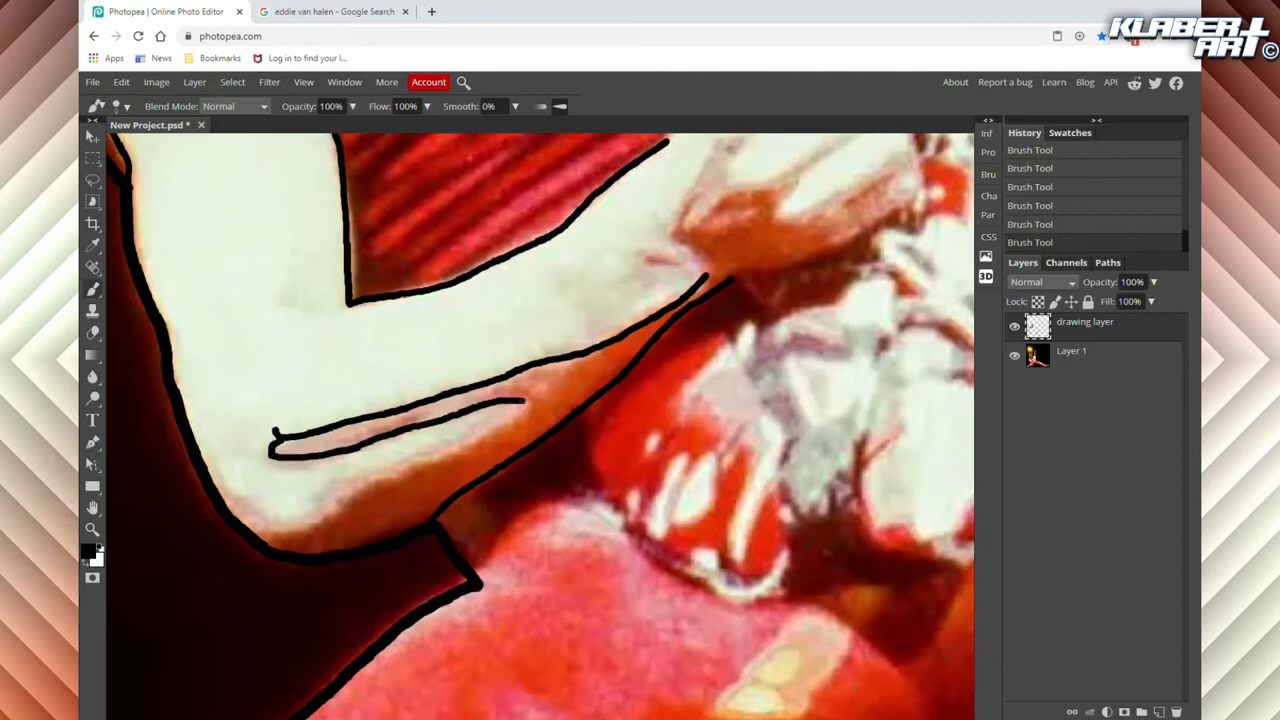 Photopea | Online Photo Editor
eddie van halen - Google Search
KLABER+
ART©
photopea.com
Apps News Bookmarks Log in to find your l...
File Edit Image Layer Select Filter View Window More Account
About Report a bug Learn Blog API
Blend Mode: Normal Opacity: 100% Flow: 100% Smooth: 0%
New Project.psd *
Inf
Pro
Bru
Cha
Par
CSS
3D
History Swatches
Brush Tool
Brush Tool
Brush Tool
Brush Tool
Brush Tool
Brush Tool
Layers Channels Paths
Normal Opacity: 100%
Lock: Fill: 100%
drawing layer
Layer 1
eff